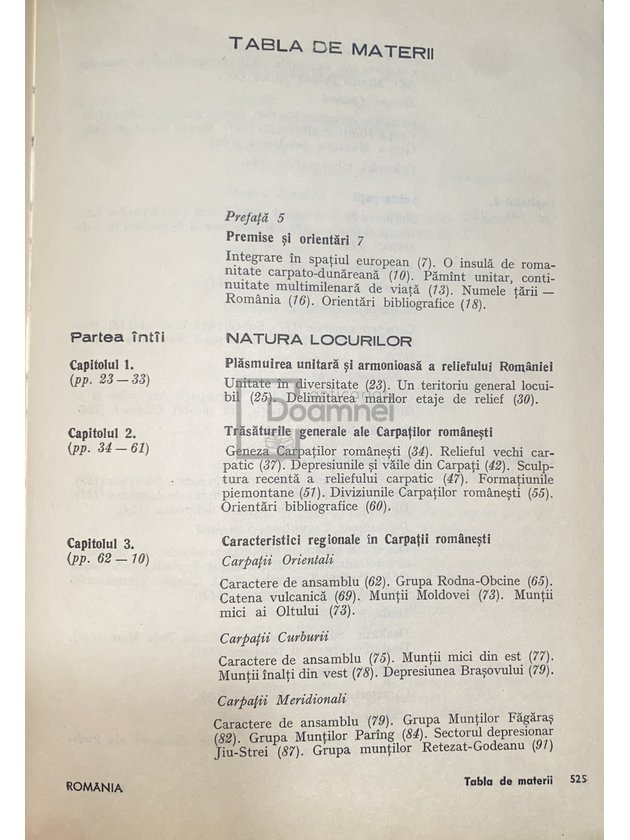 TABLA DE MATERII
Prefață 5
Premise și orientări 7
Integrare în spațiul european (7). O insulă de roma-
nitate carpato-dunăreană (10). Pămînt unitar, conti-
nuitate multimilenară de viață (13). Numele țării —
România (16). Orientări bibliografice (18).
Partea întîi
NATURA LOCURILOR
Capitolul 1.
(pp. 23 — 33)
Plăsmuirea unitară și armonioasă a reliefului României
Unitate în diversitate (23). Un teritoriu general locui-
bil (25). Delimitarea marilor etaje de relief (30).
Doamnei
Capitolul 2.
(pp. 34 — 61)
Trăsăturile generale ale Carpaților românești
Geneza Carpaților românești (34). Relieful vechi car-
patic (37). Depresiunile și văile din Carpați (42). Sculp-
tura recentă a reliefului carpatic (47). Formațiunile
piemontane (51). Diviziunile Carpaților românești (55).
Orientări bibliografice (60).
Capitolul 3.
(pp. 62 — 10)
Caracteristici regionale în Carpații românești
Carpații Orientali
Caractere de ansamblu (62). Grupa Rodna-Obcine (65).
Catena vulcanică (69). Munții Moldovei (73). Munții
mici ai Oltului (73).
Carpații Curburii
Caractere de ansamblu (75). Munții mici din est (77).
Munții înalți din vest (78). Depresiunea Brașovului (79).
Carpații Meridionali
Caractere de ansamblu (79). Grupa Munților Făgăraș
(82). Grupa Munților Parîng (84). Sectorul depresionar
Jiu-Strei (87). Grupa munților Retezat-Godeanu (91)
ROMÂNIA
Tabla de materii 525